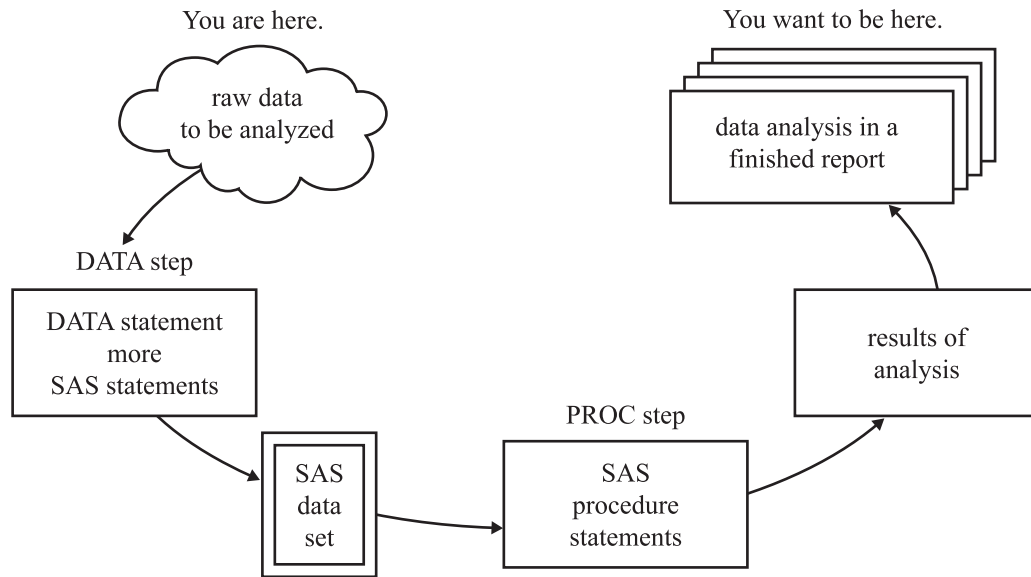 You are here.
raw data
to be analyzed
DATA step
DATA statement
more
SAS statements
SAS
data
set
PROC step
SAS
procedure
statements
results of
analysis
You want to be here.
data analysis in a
finished report